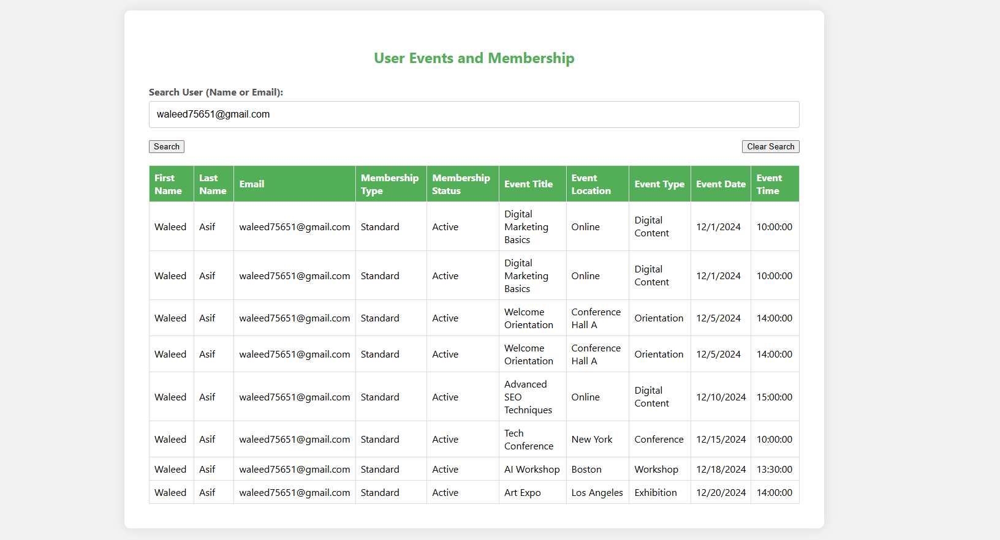 User Events and Membership
Search User (Name or Email):
waleed75651@gmail.com
Search
Clear Search
First Name Last Name Email Membership Type Membership Status Event Title Event Location Event Type Event Date Event Time
Waleed Asif waleed75651@gmail.com Standard Active Digital Marketing Basics Online Digital Content 12/1/2024 10:00:00
Waleed Asif waleed75651@gmail.com Standard Active Digital Marketing Basics Online Digital Content 12/1/2024 10:00:00
Waleed Asif waleed75651@gmail.com Standard Active Welcome Orientation Conference Hall A Orientation 12/5/2024 14:00:00
Waleed Asif waleed75651@gmail.com Standard Active Welcome Orientation Conference Hall A Orientation 12/5/2024 14:00:00
Waleed Asif waleed75651@gmail.com Standard Active Advanced SEO Techniques Online Digital Content 12/10/2024 15:00:00
Waleed Asif waleed75651@gmail.com Standard Active Tech Conference New York Conference 12/15/2024 10:00:00
Waleed Asif waleed75651@gmail.com Standard Active AI Workshop Boston Workshop 12/18/2024 13:30:00
Waleed Asif waleed75651@gmail.com Standard Active Art Expo Los Angeles Exhibition 12/20/2024 14:00:00